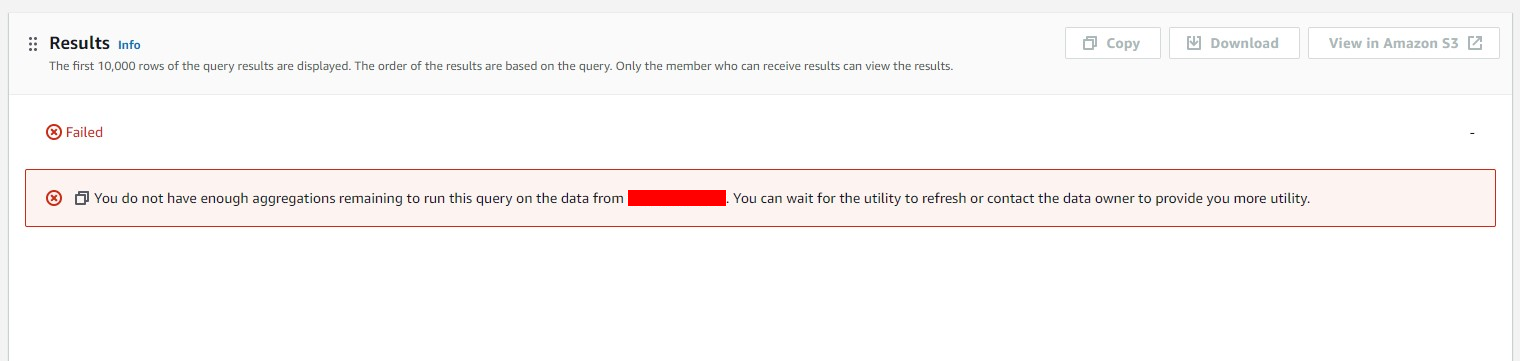 Results Info
Copy
Download
View in Amazon S3
The first 10,000 rows of the query results are displayed. The order of the results are based on the query. Only the member who can receive results can view the results.
Failed
-
You do not have enough aggregations remaining to run this query on the data from . You can wait for the utility to refresh or contact the data owner to provide you more utility.